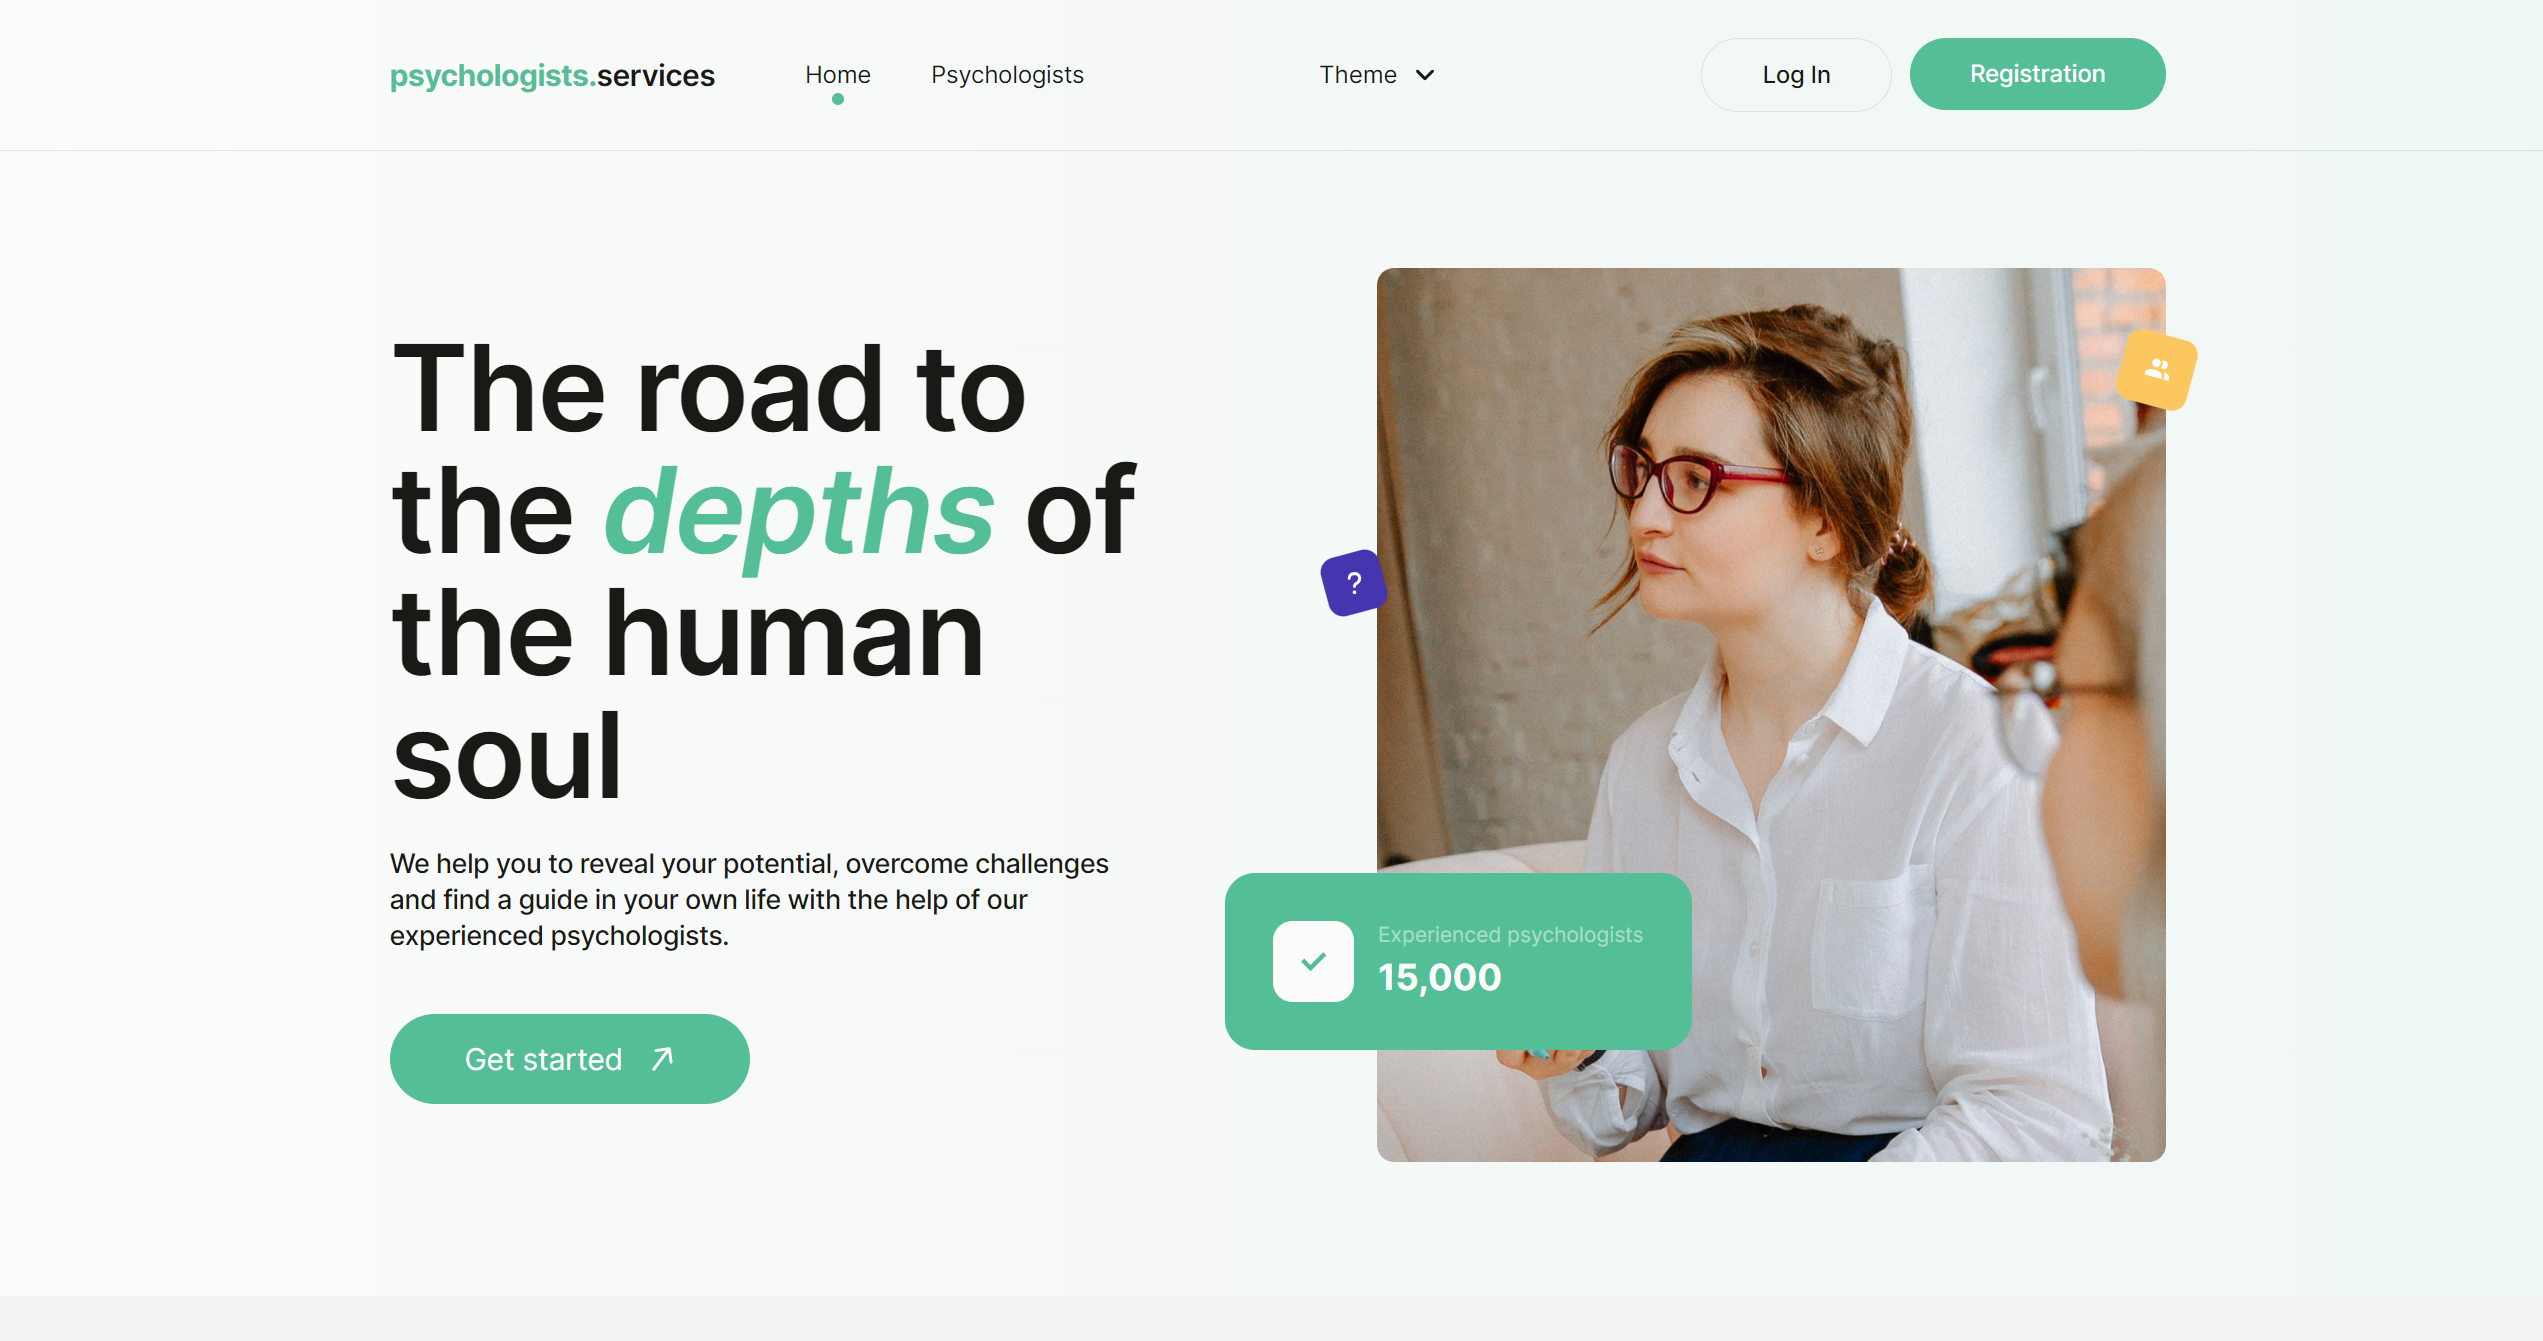 psychologists.services
Home
Psychologists
Theme
Log In
Registration
The road to
the depths of
the human
soul
We help you to reveal your potential, overcome challenges
and find a guide in your own life with the help of our
experienced psychologists.
Get started
?
Experienced psychologists
15,000